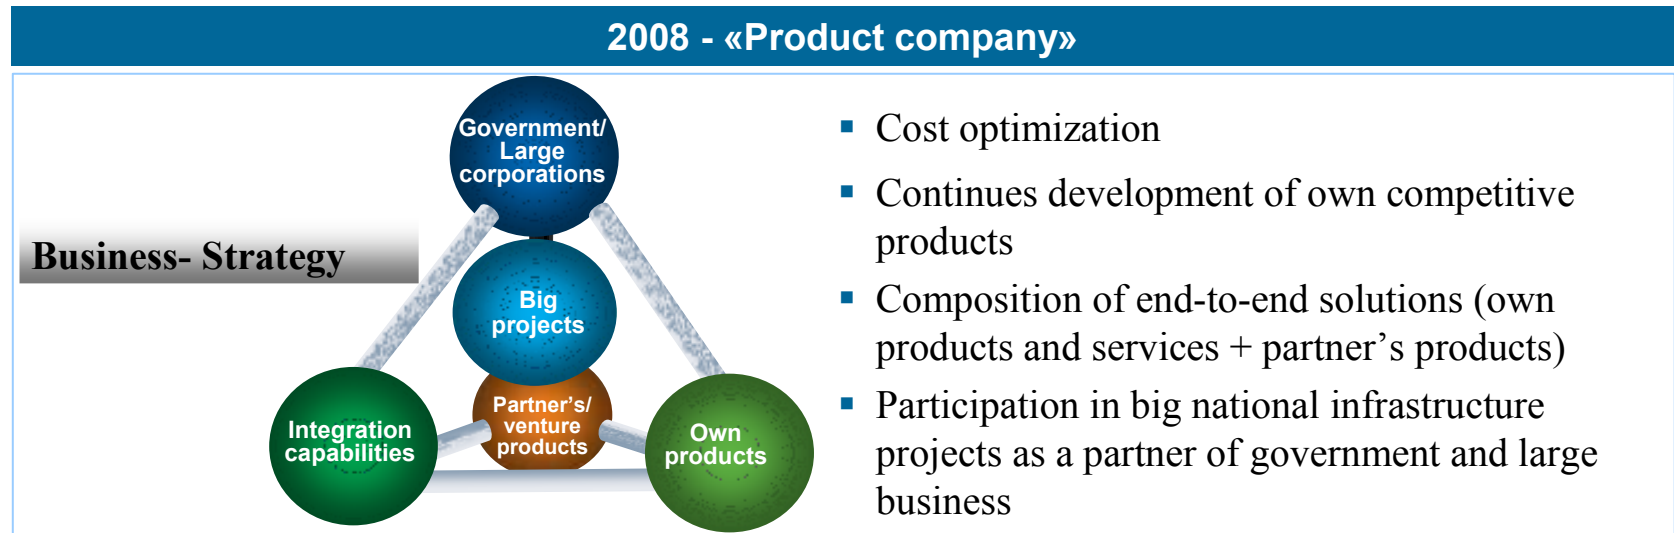 2008 - «Product company»
Business- Strategy
Government/
Large
corporations
Big
projects
Partner's/
venture
products
Integration
capabilities
Own
products
▪ Cost optimization
▪ Continues development of own competitive
products
▪ Composition of end-to-end solutions (own
products and services + partner’s products)
▪ Participation in big national infrastructure
projects as a partner of government and large
business